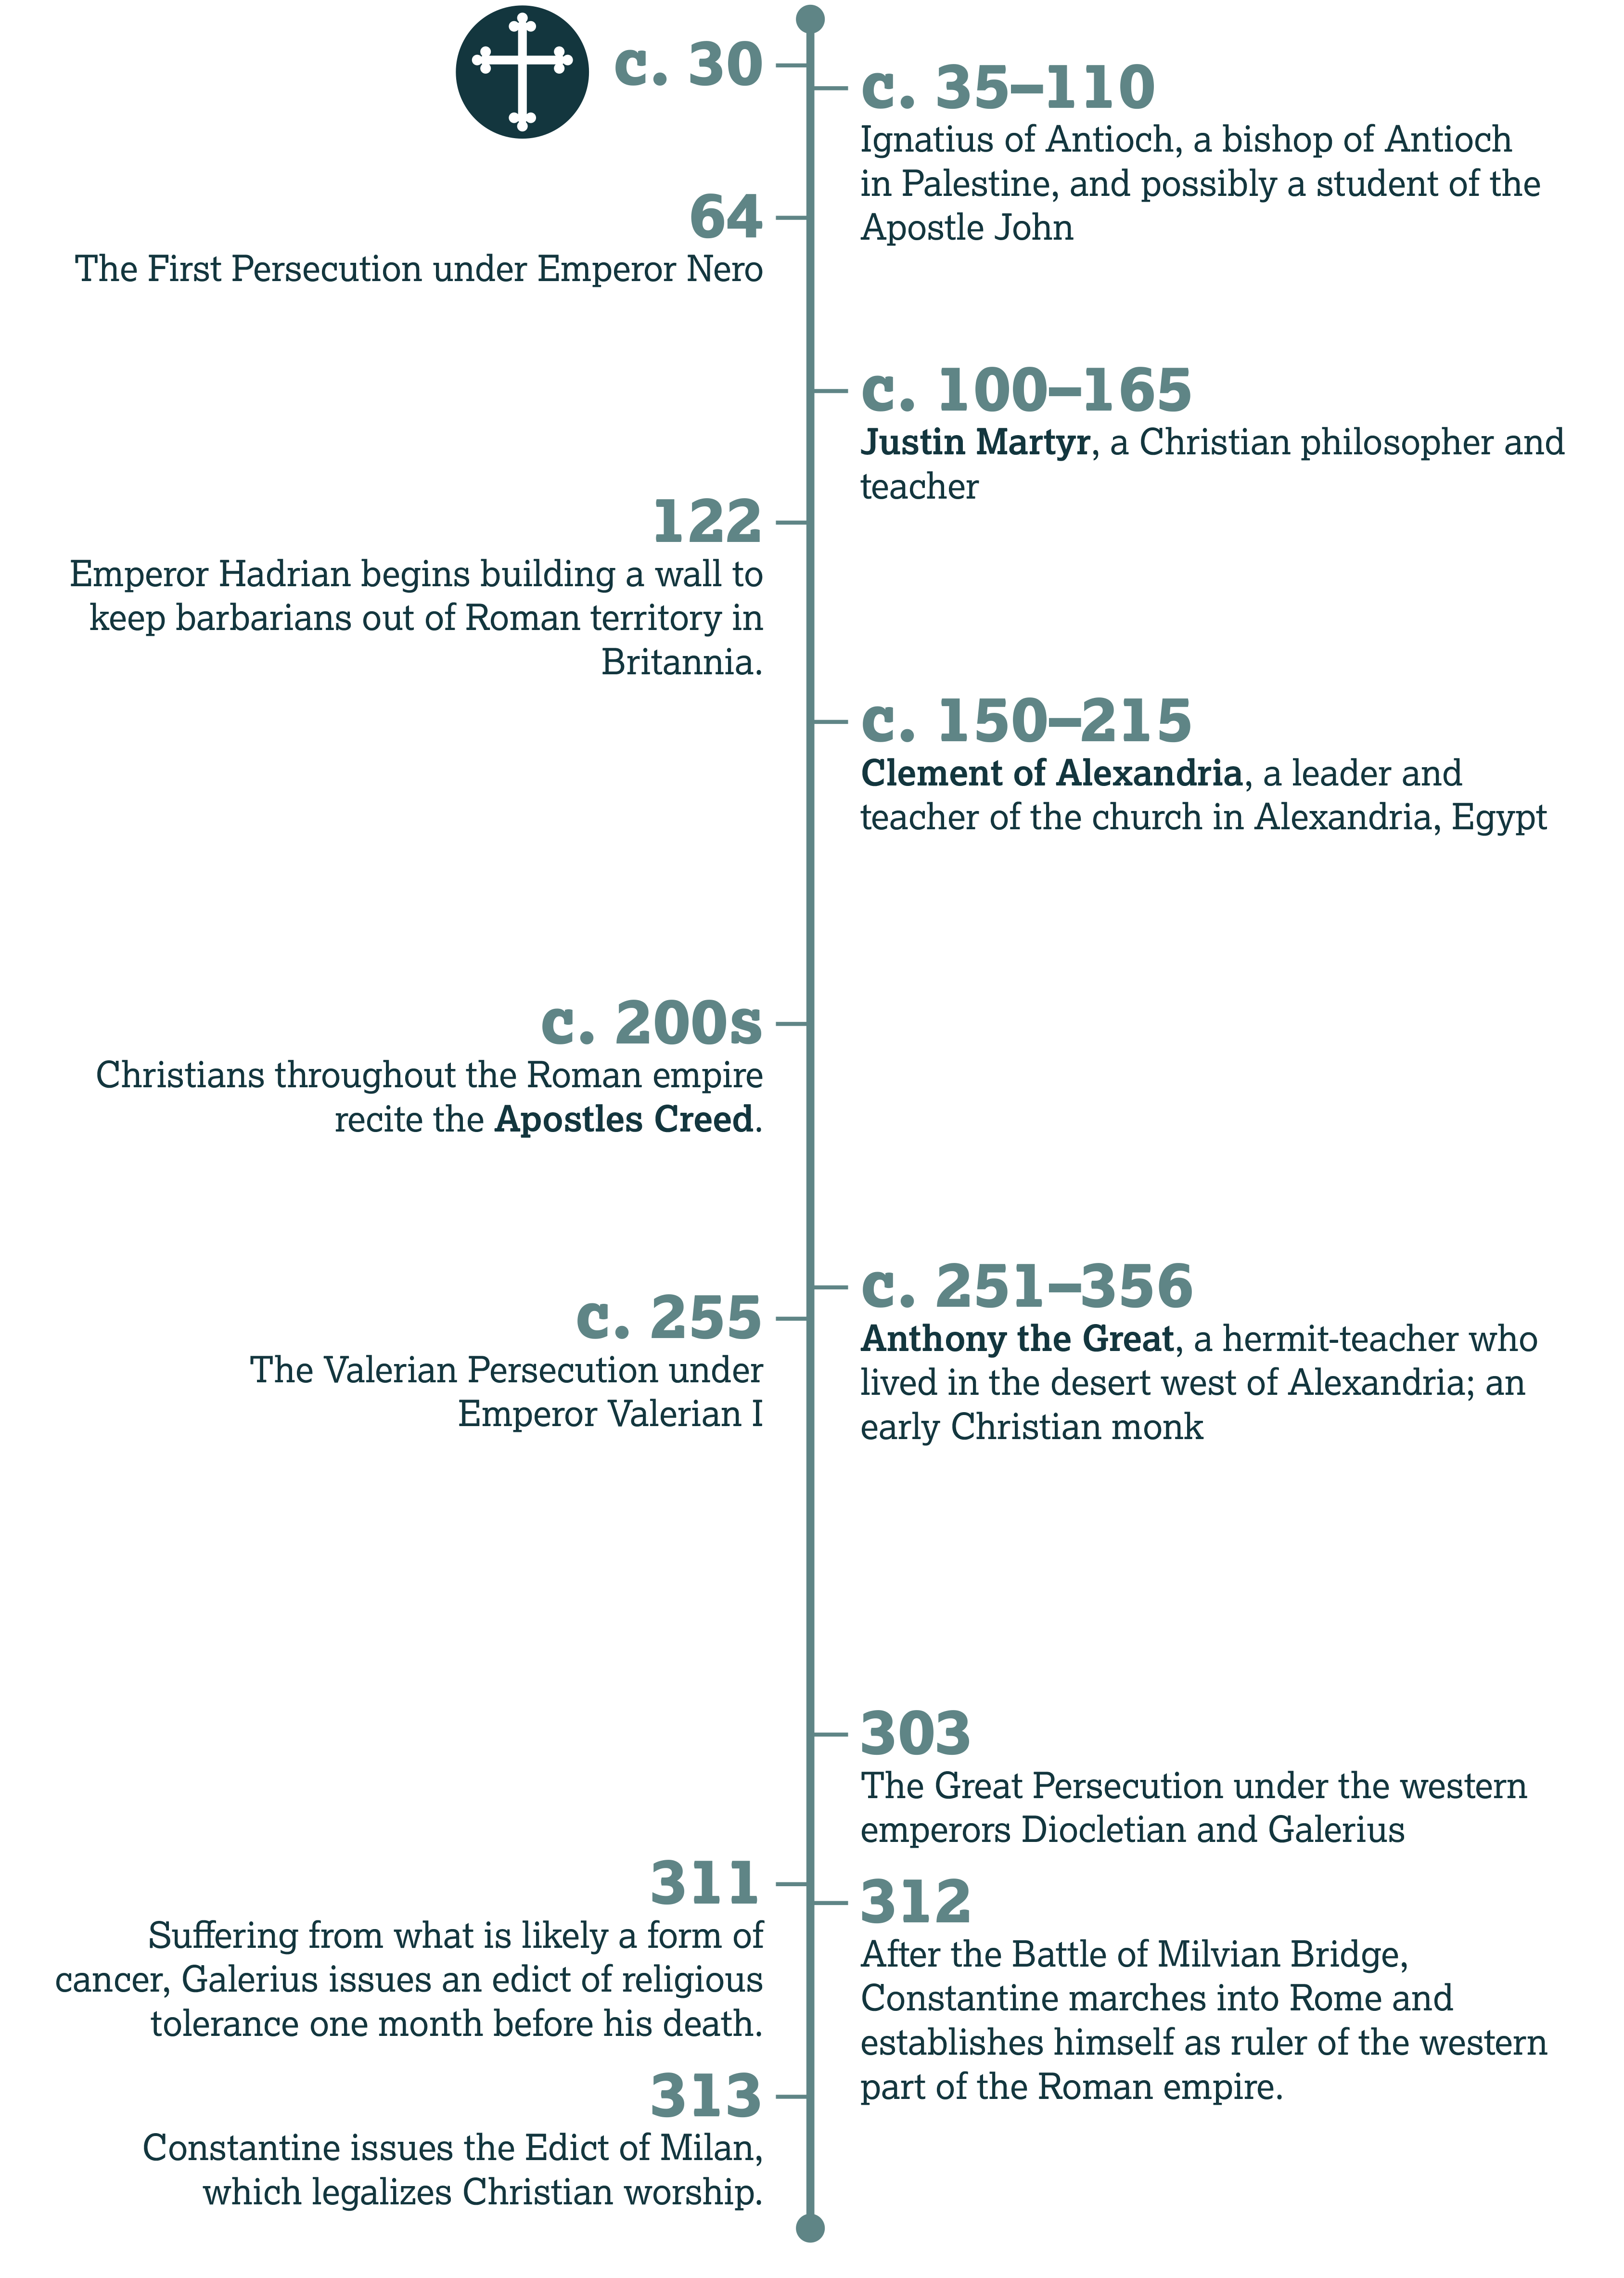 c. 30
c. 35–110
Ignatius of Antioch, a bishop of Antioch
in Palestine, and possibly a student of the
Apostle John
64
The First Persecution under Emperor Nero
c. 100–165
Justin Martyr, a Christian philosopher and
teacher
122
Emperor Hadrian begins building a wall to
keep barbarians out of Roman territory in
Britannia.
c. 150–215
Clement of Alexandria, a leader and
teacher of the church in Alexandria, Egypt
c. 200s
Christians throughout the Roman empire
recite the Apostles Creed.
c. 251–356
Anthony the Great, a hermit-teacher who
lived in the desert west of Alexandria; an
early Christian monk
c. 255
The Valerian Persecution under
Emperor Valerian I
303
The Great Persecution under the western
emperors Diocletian and Galerius
311
Suffering from what is likely a form of
cancer, Galerius issues an edict of religious
tolerance one month before his death.
312
After the Battle of Milvian Bridge,
Constantine marches into Rome and
establishes himself as ruler of the western
part of the Roman empire.
313
Constantine issues the Edict of Milan,
which legalizes Christian worship.